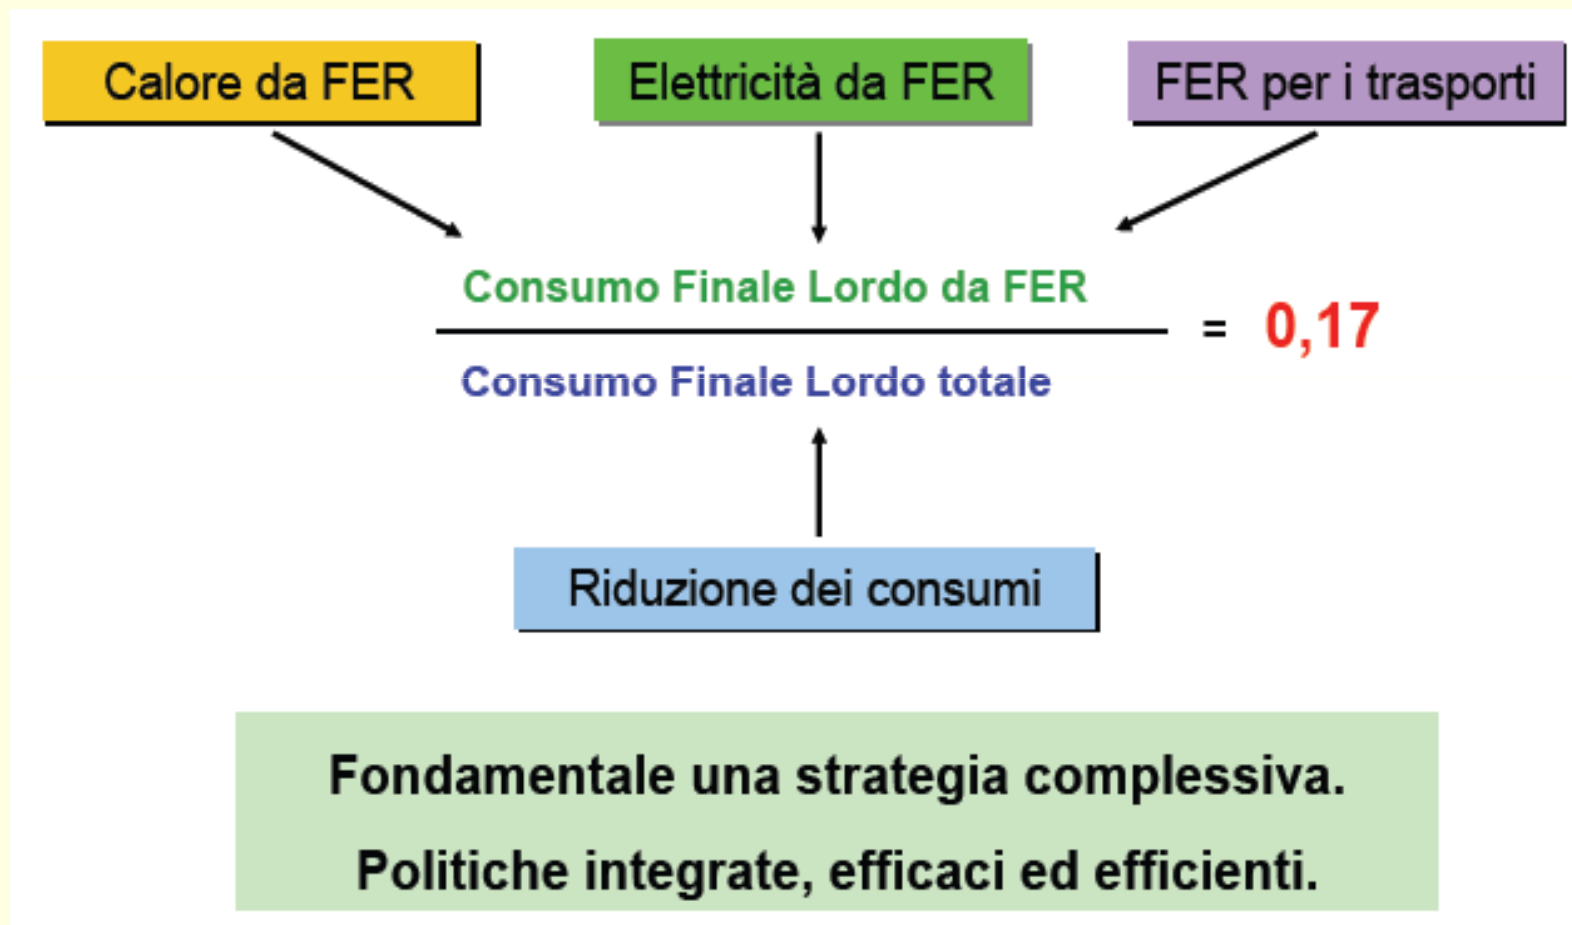 Calore da FER
Elettricità da FER
FER per i trasporti
Consumo Finale Lordo da FER
= 0,17
Consumo Finale Lordo totale
Riduzione dei consumi
Fondamentale una strategia complessiva.
Politiche integrate, efficaci ed efficienti.